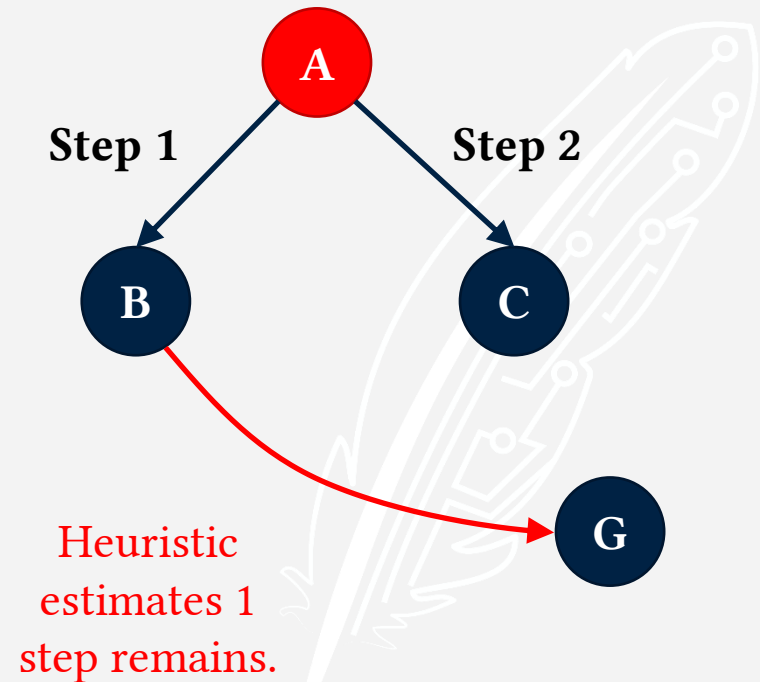 A
Step 1
Step 2
B
C
G
Heuristic
estimates 1
step remains.